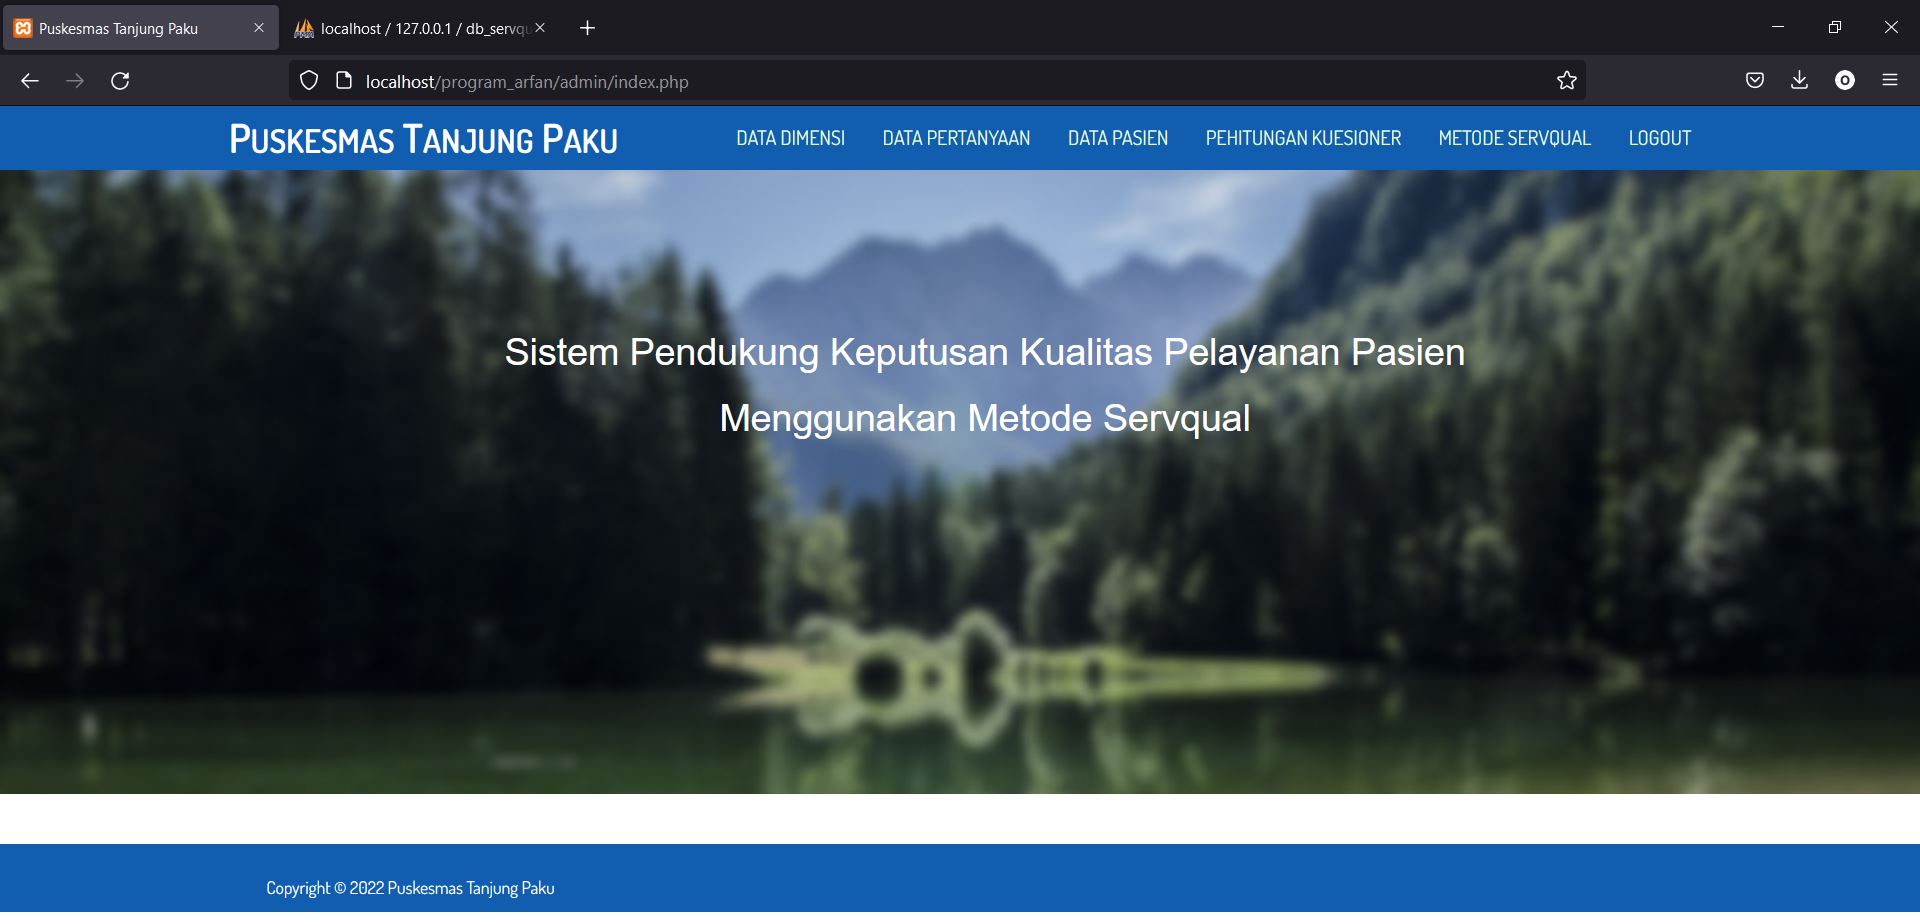 Puskesmas Tanjung Paku
localhost / 127.0.0.1 / db_servqu
localhost/program_arfan/admin/index.php
PUSKESMAS TANJUNG PAKU
DATA DIMENSI DATA PERTANYAAN DATA PASIEN PEHITUNGAN KUESIONER METODE SERVQUAL LOGOUT
Sistem Pendukung Keputusan Kualitas Pelayanan Pasien
Menggunakan Metode Servqual
Copyright © 2022 Puskesmas Tanjung Paku